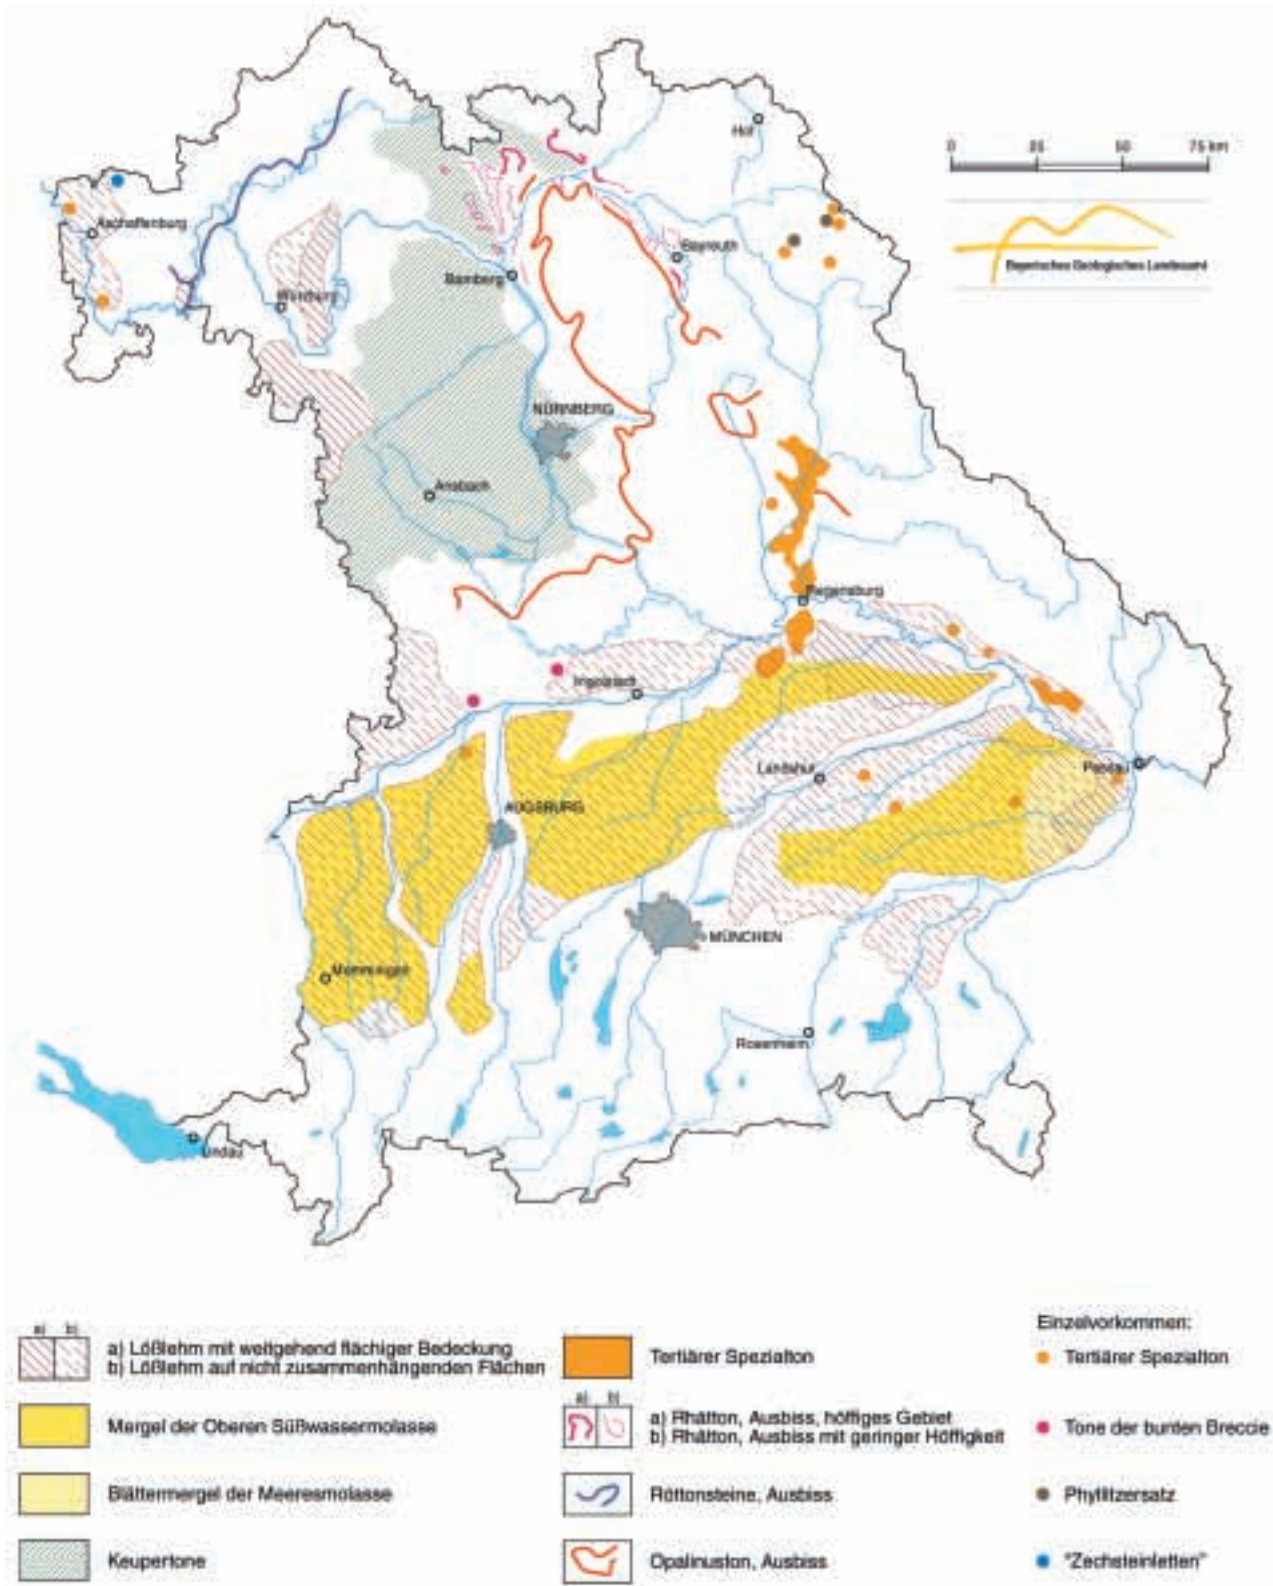 Hof
0 25 50 75 km
Bayerisches Geologisches Landesamt
Aschaffenburg
Bayreuth
Bamberg
Würzburg
NÜRNBERG
Ansbach
Regensburg
Ingolstadt
Landshut
Passau
AUGSBURG
MÜNCHEN
Memmingen
Rosenheim
Lindau
a) b)
a) Lößlehm mit weitgehend flächiger Bedeckung
b) Lößlehm auf nicht zusammenhängenden Flächen
Mergel der Oberen Süßwassermolasse
Blättermergel der Meeresmolasse
Keupertone
Tertiärer Spezialton
a) b)
a) Rhätton, Ausbiss, höffiges Gebiet
b) Rhätton, Ausbiss mit geringer Höffigkeit
Röttonsteine, Ausbiss
Opalinuston, Ausbiss
Einzelvorkommen:
Tertiärer Spezialton
Tone der bunten Breccie
Phyllitzersatz
"Zechsteinletten"